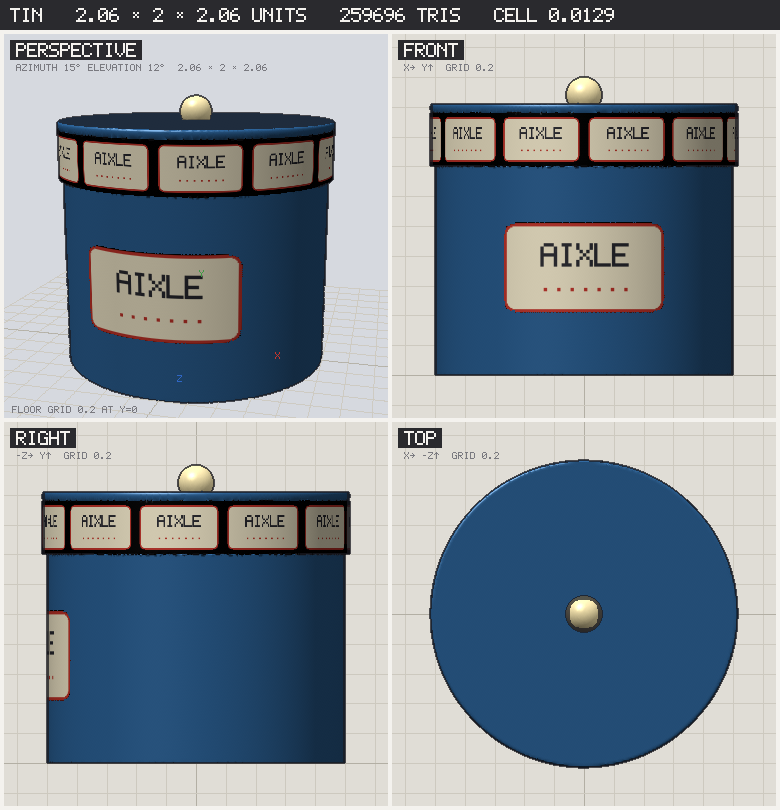 TIN 2.06 × 2 × 2.06 UNITS 259696 TRIS CELL 0.0129
PERSPECTIVE
AZIMUTH 15° ELEVATION 12° 2.06 × 2 × 2.06
AIXLE AIXLE AIXLE
AIXLE
Y
X
Z
FLOOR GRID 0.2 AT Y=0
FRONT
X→ Y↑ GRID 0.2
AIXLE AIXLE AIXLE AIXLE
AIXLE
RIGHT
-Z→ Y↑ GRID 0.2
AIXLE AIXLE AIXLE AIXLE
E
TOP
X→ -Z↑ GRID 0.2